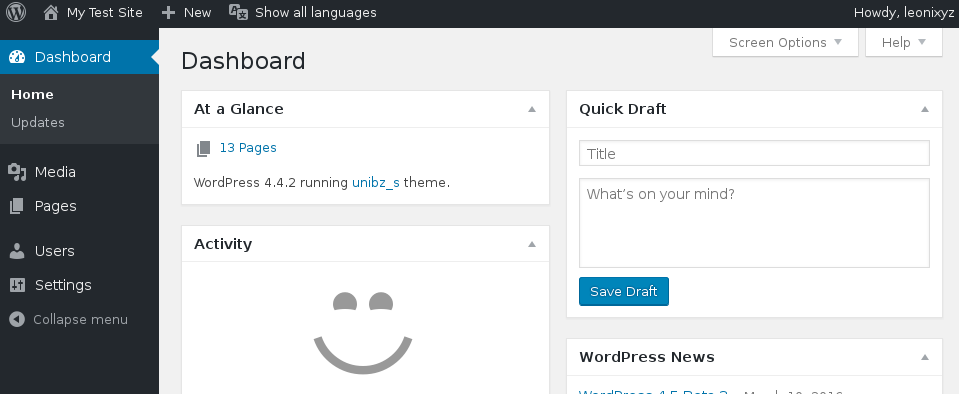 My Test Site New Show all languages Howdy, leonixyz
Dashboard
Home
Updates
Media
Pages
Users
Settings
Collapse menu
Screen Options Help
Dashboard
At a Glance
13 Pages
WordPress 4.4.2 running unibz_s theme.
Activity
Quick Draft
Title
What's on your mind?
Save Draft
WordPress News